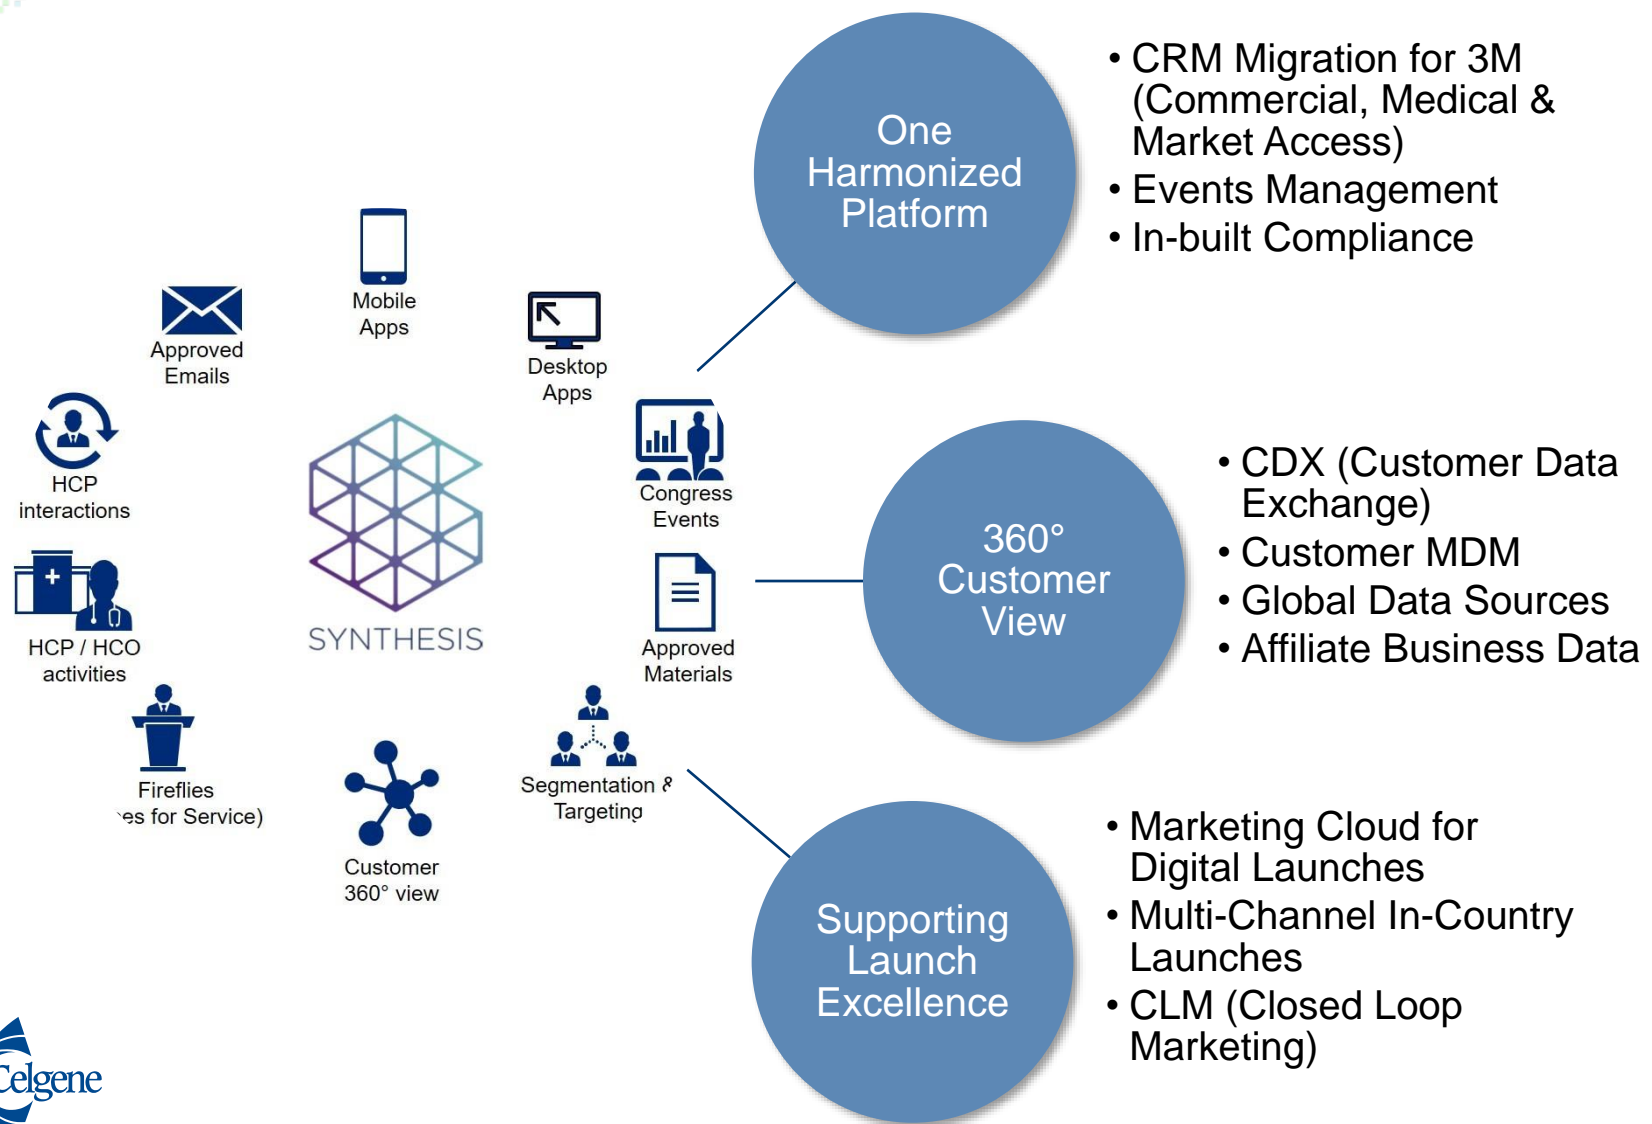 Mobile
Apps
Approved
Emails
Desktop
Apps
HCP
interactions
Congress
Events
HCP / HCO
activities
Approved
Materials
Fireflies
es for Service)
Customer
360° view
Segmentation &
Targeting
SYNTHESIS
Celgene
One
Harmonized
Platform
• CRM Migration for 3M
(Commercial, Medical &
Market Access)
• Events Management
• In-built Compliance
360°
Customer
View
• CDX (Customer Data
Exchange)
• Customer MDM
• Global Data Sources
• Affiliate Business Data
Supporting
Launch
Excellence
• Marketing Cloud for
Digital Launches
• Multi-Channel In-Country
Launches
• CLM (Closed Loop
Marketing)